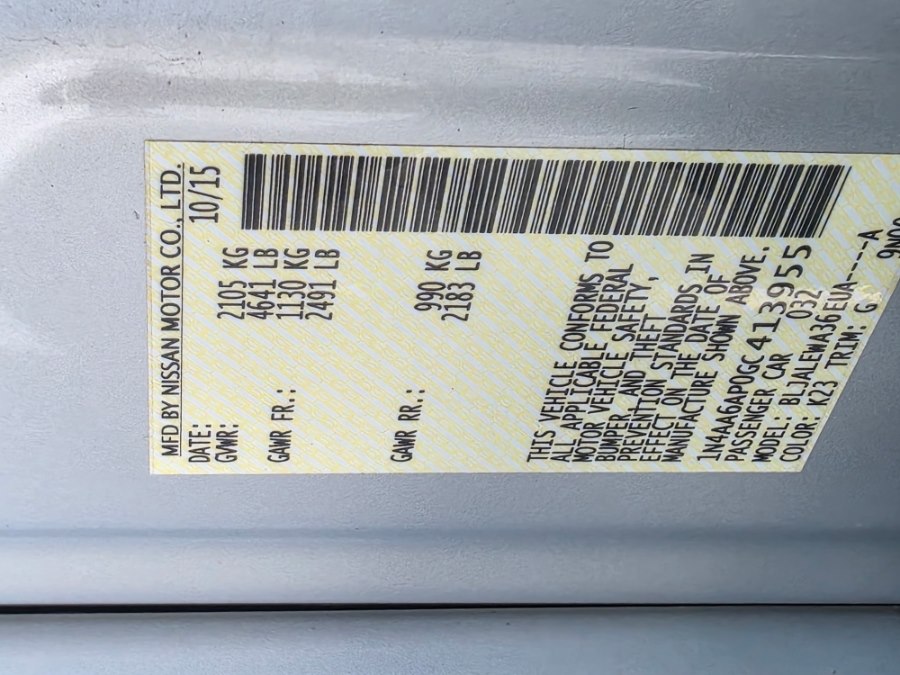 MFD BY NISSAN MOTOR CO., LTD.
DATE: 10/15
GVWR: 2105 KG
4641 LB
GAWR FR.: 1130 KG
2491 LB
GAWR RR.: 990 KG
2183 LB
THIS VEHICLE CONFORMS TO
ALL APPLICABLE FEDERAL
MOTOR VEHICLE SAFETY,
BUMPER, AND THEFT
PREVENTION STANDARDS IN
EFFECT ON THE DATE OF
MANUFACTURE SHOWN ABOVE.
1N4AA6AP0GC413955
PASSENGER CAR 032
MODEL: BLJALEWA36EUA----A
COLOR: K23 TRIM: G